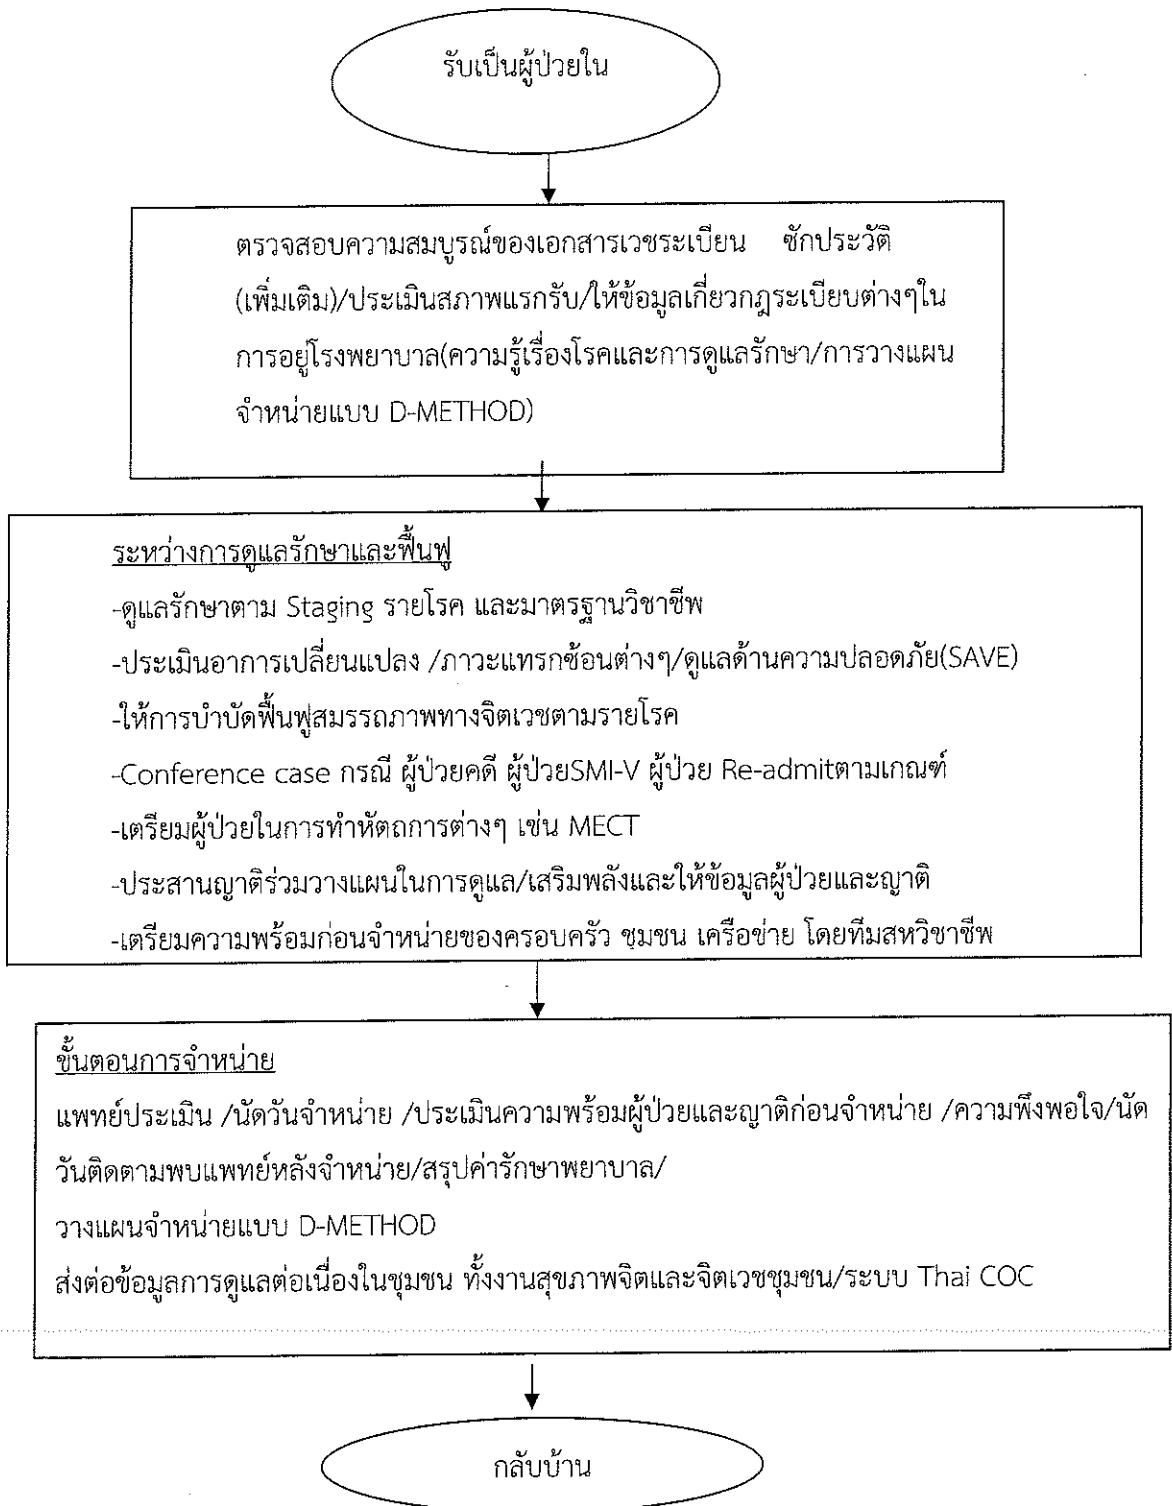 รับเป็นผู้ป่วยใน
ตรวจสอบความสมบูรณ์ของเอกสารเวชระเบียน ซักประวัติ
(เพิ่มเติม)/ประเมินสภาพแรกรับ/ให้ข้อมูลเกี่ยวกฎระเบียบต่างๆใน
การอยู่โรงพยาบาล(ความรู้เรื่องโรคและการดูแลรักษา/การวางแผน
จำหน่ายแบบ D-METHOD)
ระหว่างการดูแลรักษาและฟื้นฟู
-ดูแลรักษาตาม Staging รายโรค และมาตรฐานวิชาชีพ
-ประเมินอาการเปลี่ยนแปลง /ภาวะแทรกซ้อนต่างๆ/ดูแลด้านความปลอดภัย(SAVE)
-ให้การบำบัดฟื้นฟูสมรรถภาพทางจิตเวชตามรายโรค
-Conference case กรณี ผู้ป่วยคดี ผู้ป่วยSMI-V ผู้ป่วย Re-admitตามเกณฑ์
-เตรียมผู้ป่วยในการทำหัตถการต่างๆ เช่น MECT
-ประสานญาติร่วมวางแผนในการดูแล/เสริมพลังและให้ข้อมูลผู้ป่วยและญาติ
-เตรียมความพร้อมก่อนจำหน่ายของครอบครัว ชุมชน เครือข่าย โดยทีมสหวิชาชีพ
ขั้นตอนการจำหน่าย
แพทย์ประเมิน /นัดวันจำหน่าย /ประเมินความพร้อมผู้ป่วยและญาติก่อนจำหน่าย /ความพึงพอใจ/นัด
วันติดตามพบแพทย์หลังจำหน่าย/สรุปค่ารักษาพยาบาล/
วางแผนจำหน่ายแบบ D-METHOD
ส่งต่อข้อมูลการดูแลต่อเนื่องในชุมชน ทั้งงานสุขภาพจิตและจิตเวชชุมชน/ระบบ Thai COC
กลับบ้าน